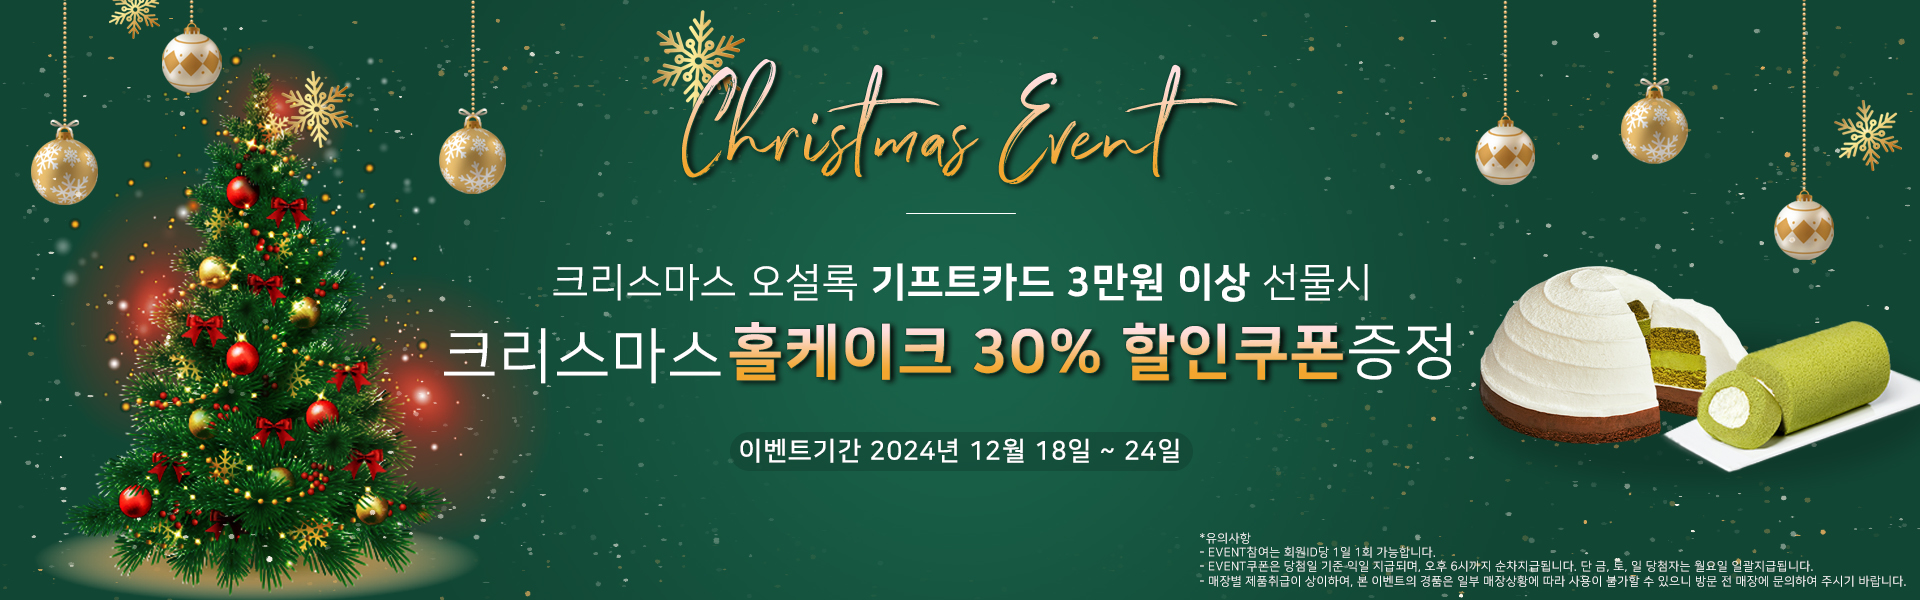 Christmas Event
크리스마스 오설록 기프트카드 3만원 이상 선물시
크리스마스 홀케이크 30% 할인쿠폰증정
이벤트기간 2024년 12월 18일 ~ 24일
*유의사항
- EVENT참여는 회원ID당 1일 1회 가능합니다.
- EVENT쿠폰은 당첨일 기준 익일 지급되며, 오후 6시까지 순차지급됩니다. 단 금, 토, 일 당첨자는 월요일 일괄지급됩니다.
- 매장별 제품취급이 상이하여, 본 이벤트의 경품은 일부 매장상황에 따라 사용이 불가할 수 있으니 방문 전 매장에 문의하여 주시기 바랍니다.